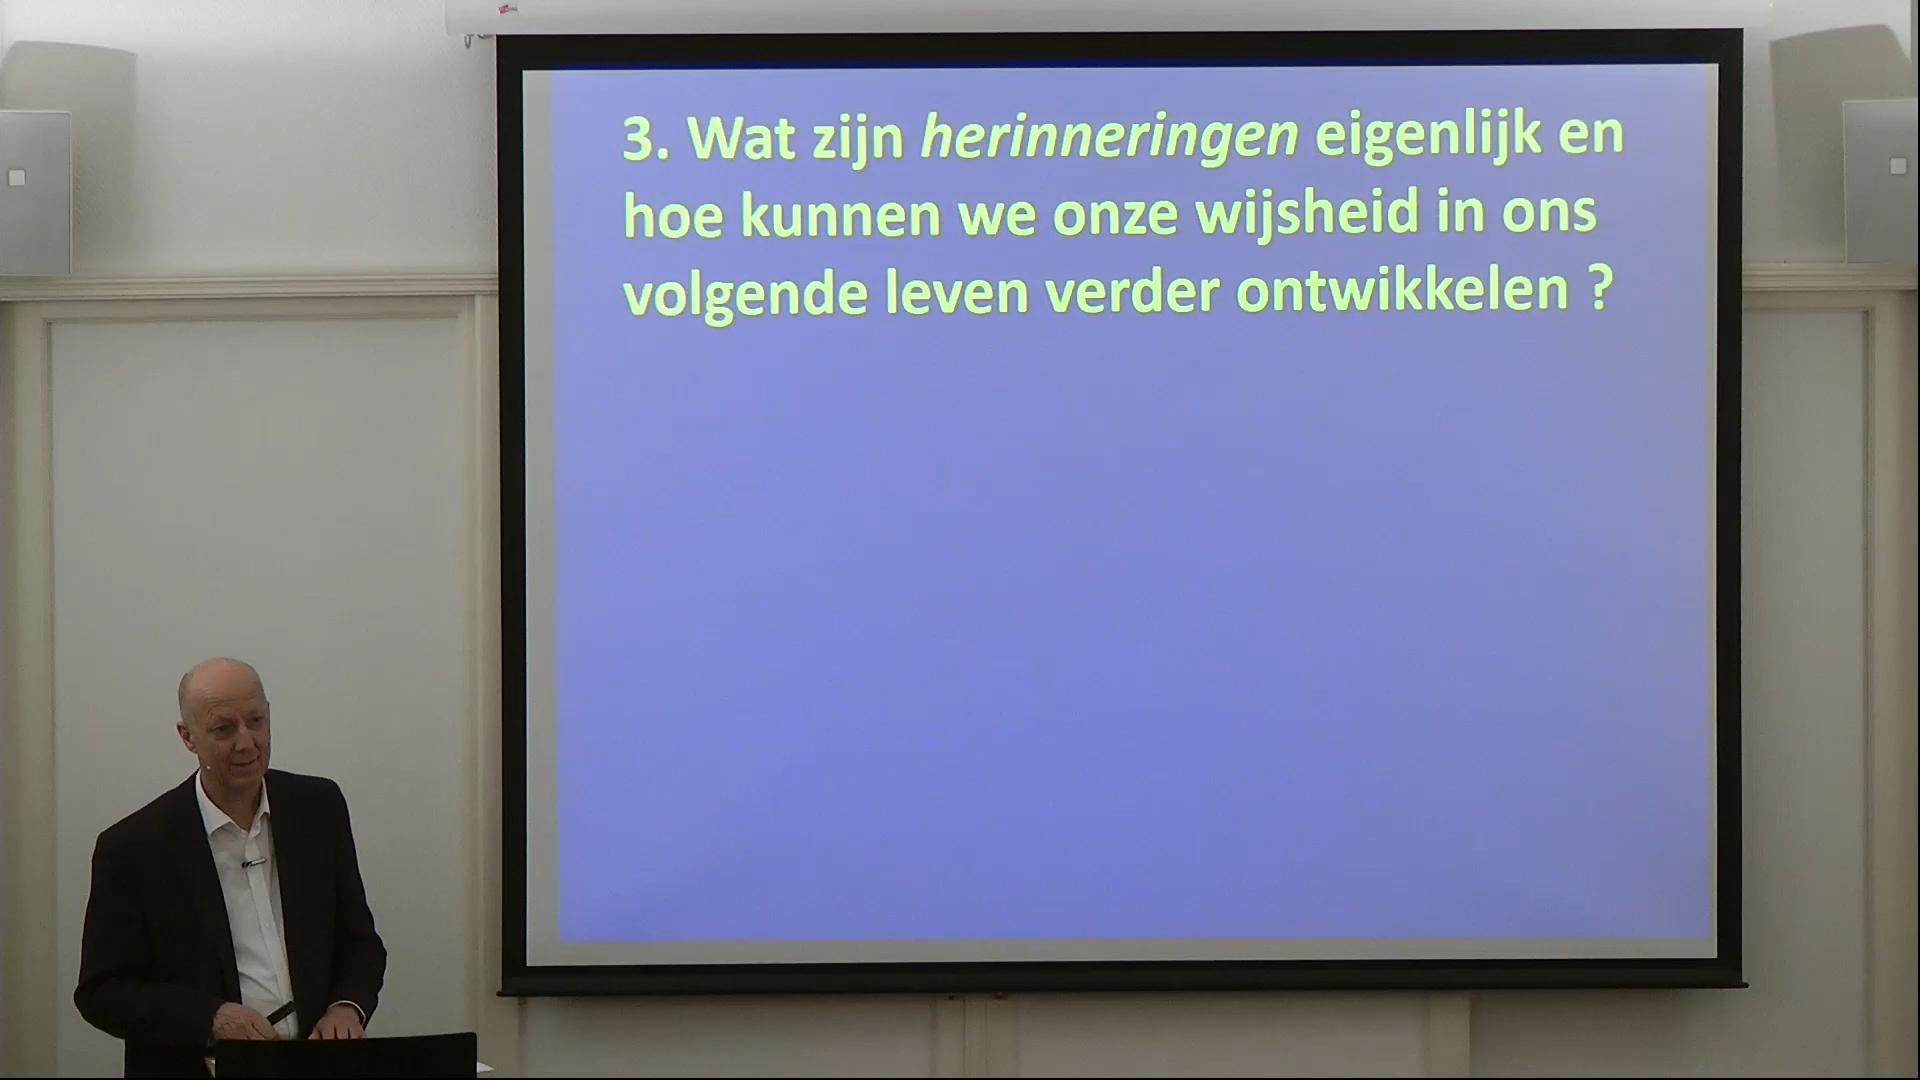 3. Wat zijn herinneringen eigenlijk en
hoe kunnen we onze wijsheid in ons
volgende leven verder ontwikkelen ?